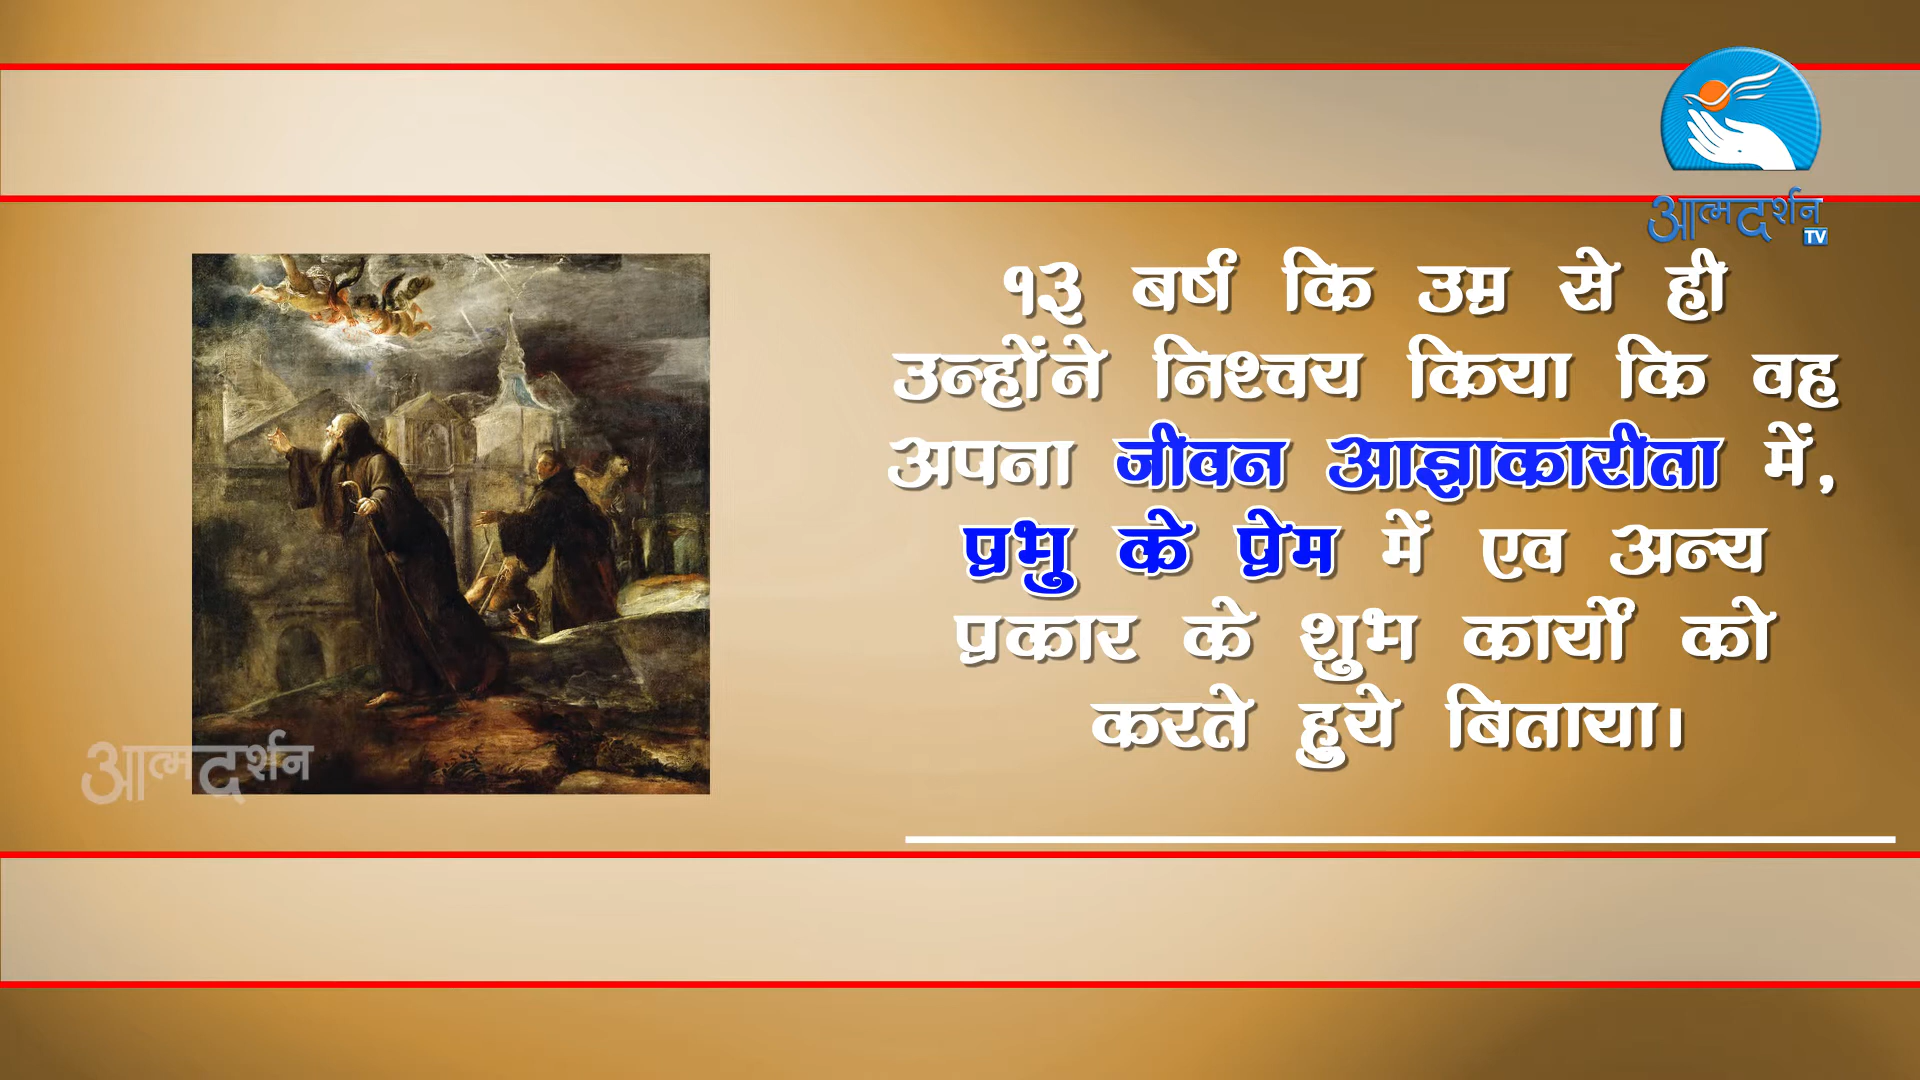 आत्मदर्शन
TV
१३ बर्ष कि उम्र से ही
उन्होंने निश्चय किया कि वह
अपना जीवन आज्ञाकारीता में,
प्रभु के प्रेम में एव अन्य
प्रकार के शुभ कार्यों को
करते हुये बिताया।
आत्मदर्शन